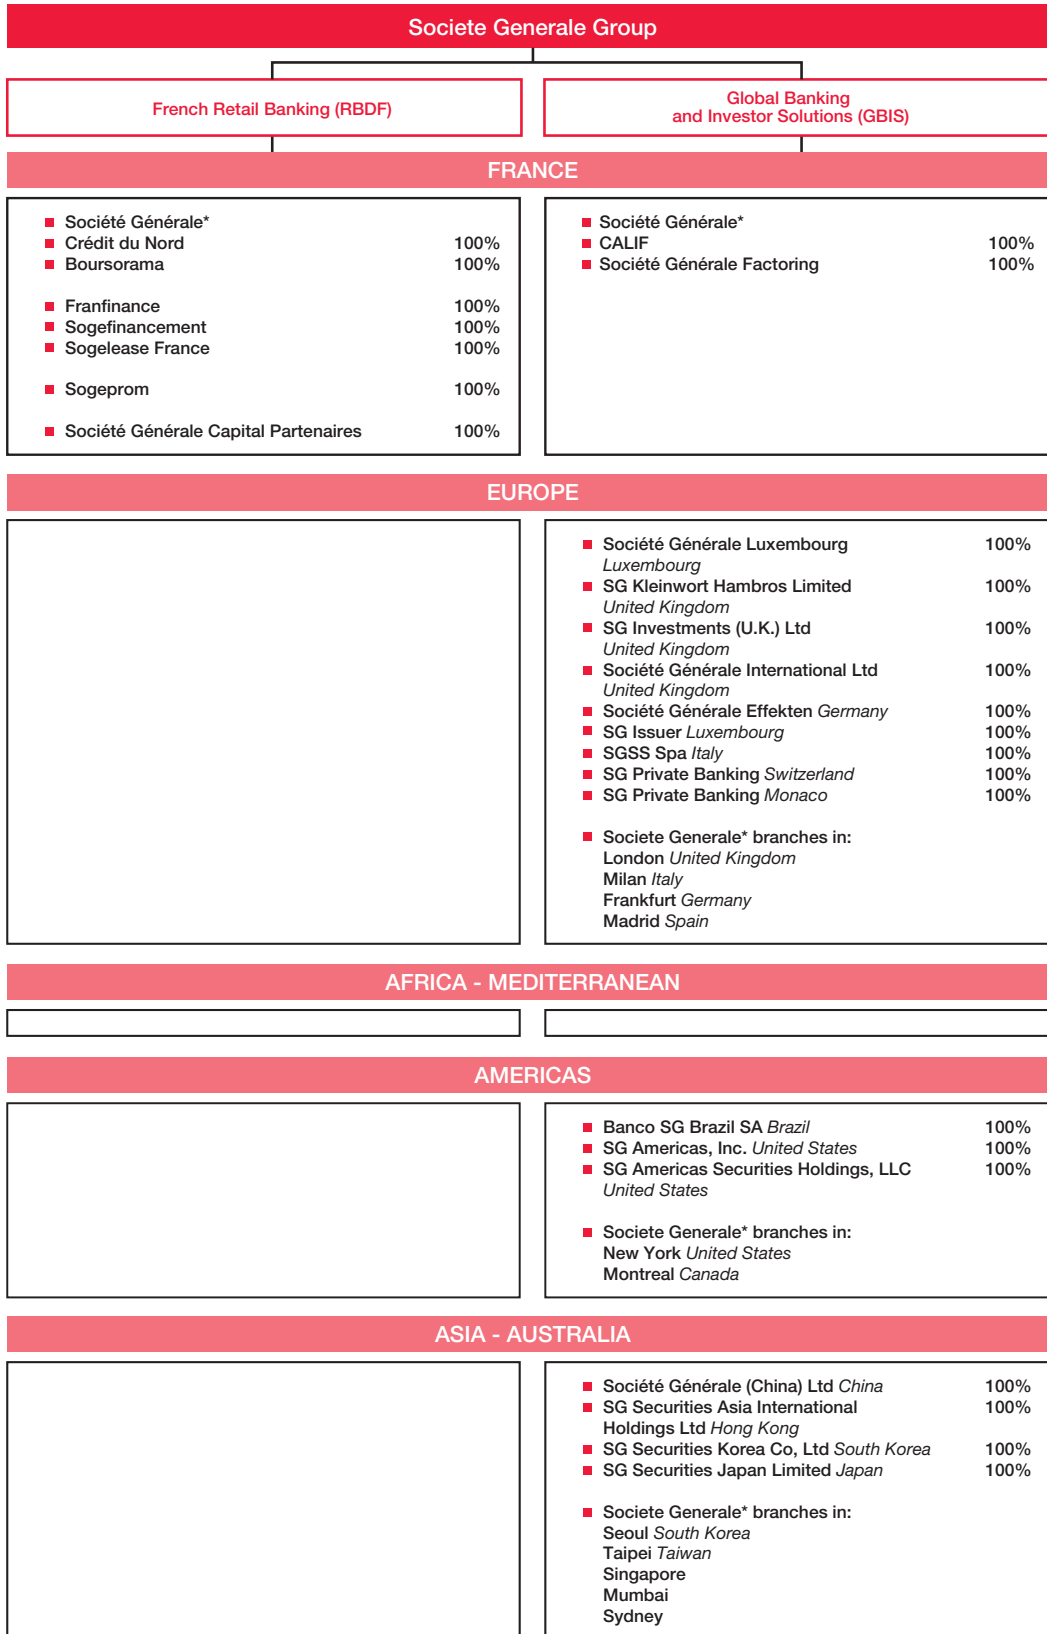 Societe Generale Group
French Retail Banking (RBDF)
Global Banking
and Investor Solutions (GBIS)
FRANCE
Société Générale*
Crédit du Nord 100%
Boursorama 100%
Franfinance 100%
Sogefinancement 100%
Sogelease France 100%
Sogeprom 100%
Société Générale Capital Partenaires 100%
Société Générale*
CALIF 100%
Société Générale Factoring 100%
EUROPE
Société Générale Luxembourg 100%
Luxembourg
SG Kleinwort Hambros Limited 100%
United Kingdom
SG Investments (U.K.) Ltd 100%
United Kingdom
Société Générale International Ltd 100%
United Kingdom
Société Générale Effekten Germany 100%
SG Issuer Luxembourg 100%
SGSS Spa Italy 100%
SG Private Banking Switzerland 100%
SG Private Banking Monaco 100%
Societe Generale* branches in:
London United Kingdom
Milan Italy
Frankfurt Germany
Madrid Spain
AFRICA - MEDITERRANEAN
AMERICAS
Banco SG Brazil SA Brazil 100%
SG Americas, Inc. United States 100%
SG Americas Securities Holdings, LLC 100%
United States
Societe Generale* branches in:
New York United States
Montreal Canada
ASIA - AUSTRALIA
Société Générale (China) Ltd China 100%
SG Securities Asia International 100%
Holdings Ltd Hong Kong
SG Securities Korea Co, Ltd South Korea 100%
SG Securities Japan Limited Japan 100%
Societe Generale* branches in:
Seoul South Korea
Taipei Taiwan
Singapore
Mumbai
Sydney